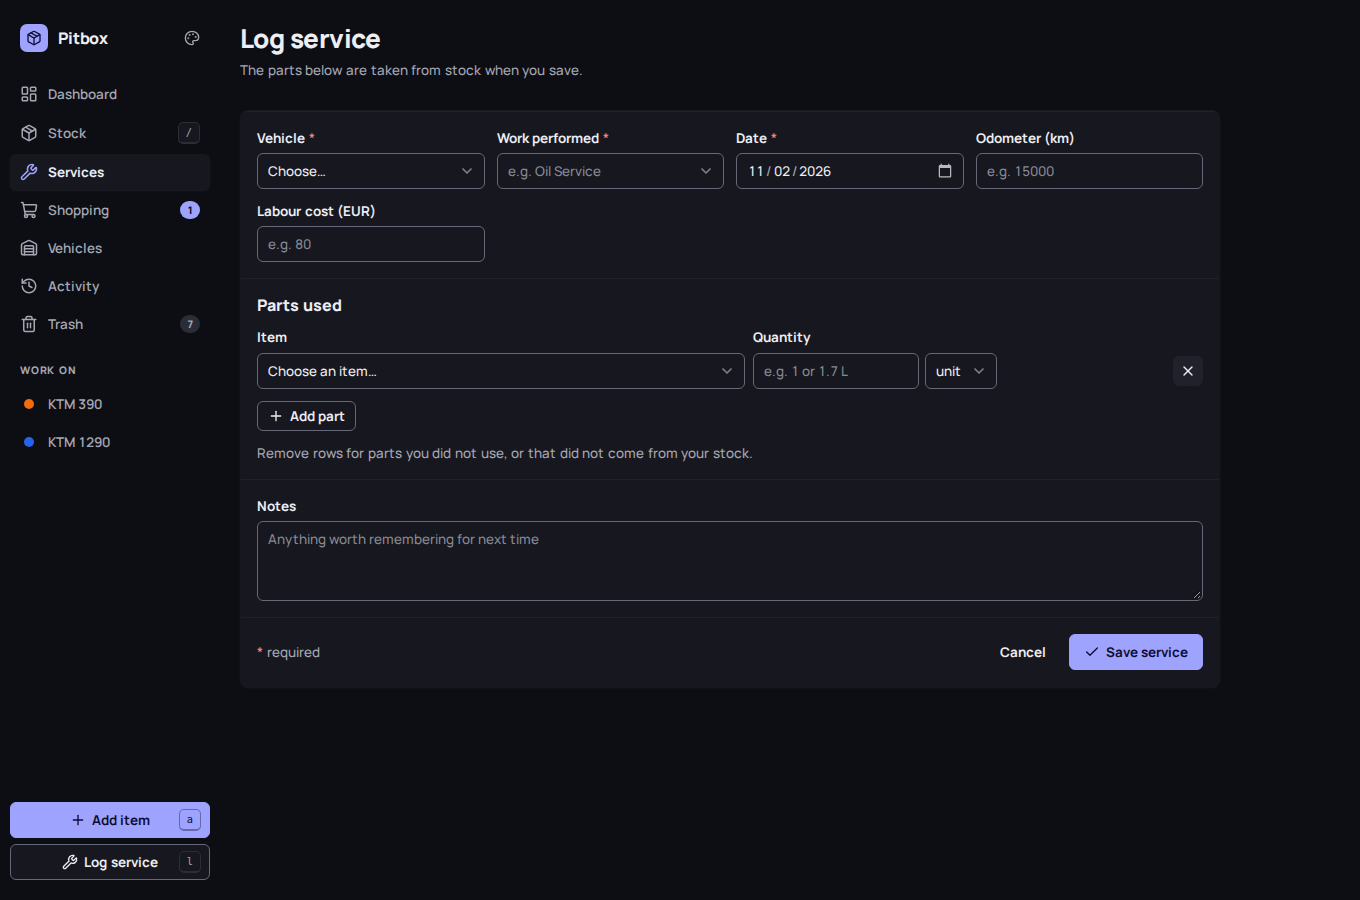 Pitbox
Dashboard
Stock /
Services
Shopping 1
Vehicles
Activity
Trash 7
WORK ON
KTM 390
KTM 1290
Add item a
Log service l
Log service
The parts below are taken from stock when you save.
Vehicle * Work performed * Date * Odometer (km)
Choose... e.g. Oil Service 11/02/2026 e.g. 15000
Labour cost (EUR)
e.g. 80
Parts used
Item Quantity
Choose an item... e.g. 1 or 1.7 L unit
Add part
Remove rows for parts you did not use, or that did not come from your stock.
Notes
Anything worth remembering for next time
* required Cancel Save service